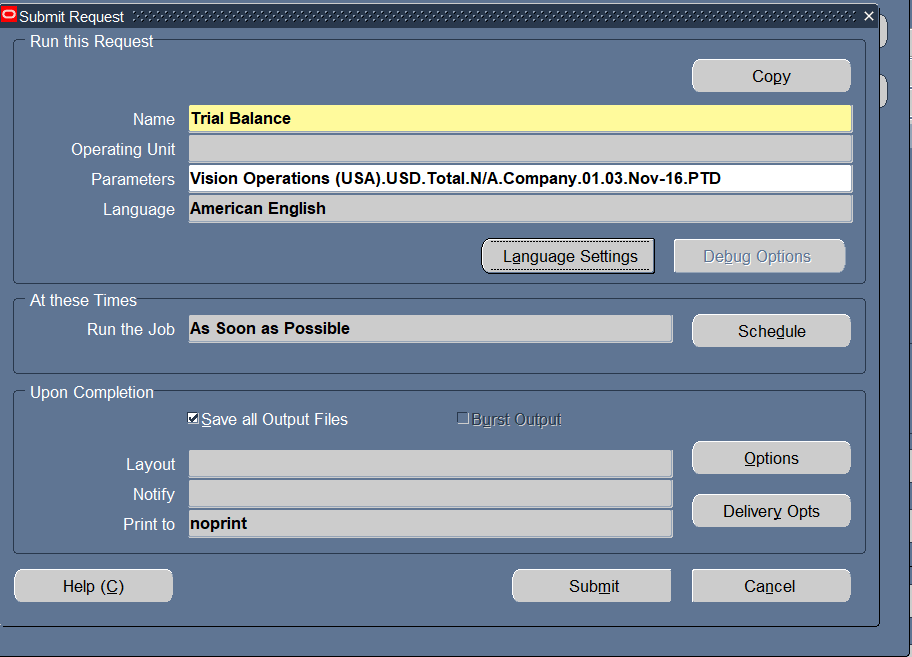 Submit Request
Run this Request
Copy
Name Trial Balance
Operating Unit
Parameters Vision Operations (USA).USD.Total.N/A.Company.01.03.Nov-16.PTD
Language American English
Language Settings Debug Options
At these Times
Run the Job As Soon as Possible Schedule
Upon Completion
Save all Output Files Burst Output
Layout Options
Notify
Print to noprint Delivery Opts
Help (C) Submit Cancel